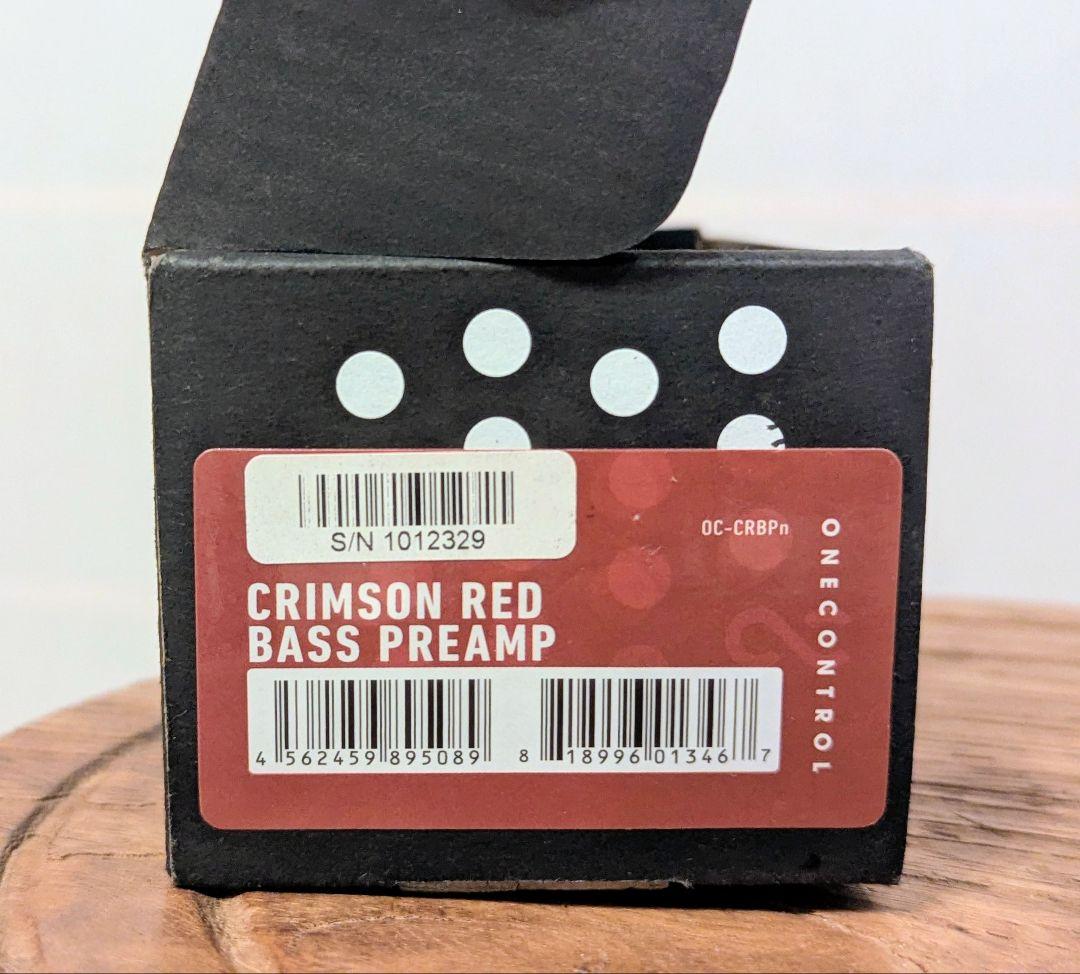 S/N 1012329
OC-CRBPn
ONECONTROL
CRIMSON RED
BASS PREAMP
4 562459 895089
8 18996 01346 7